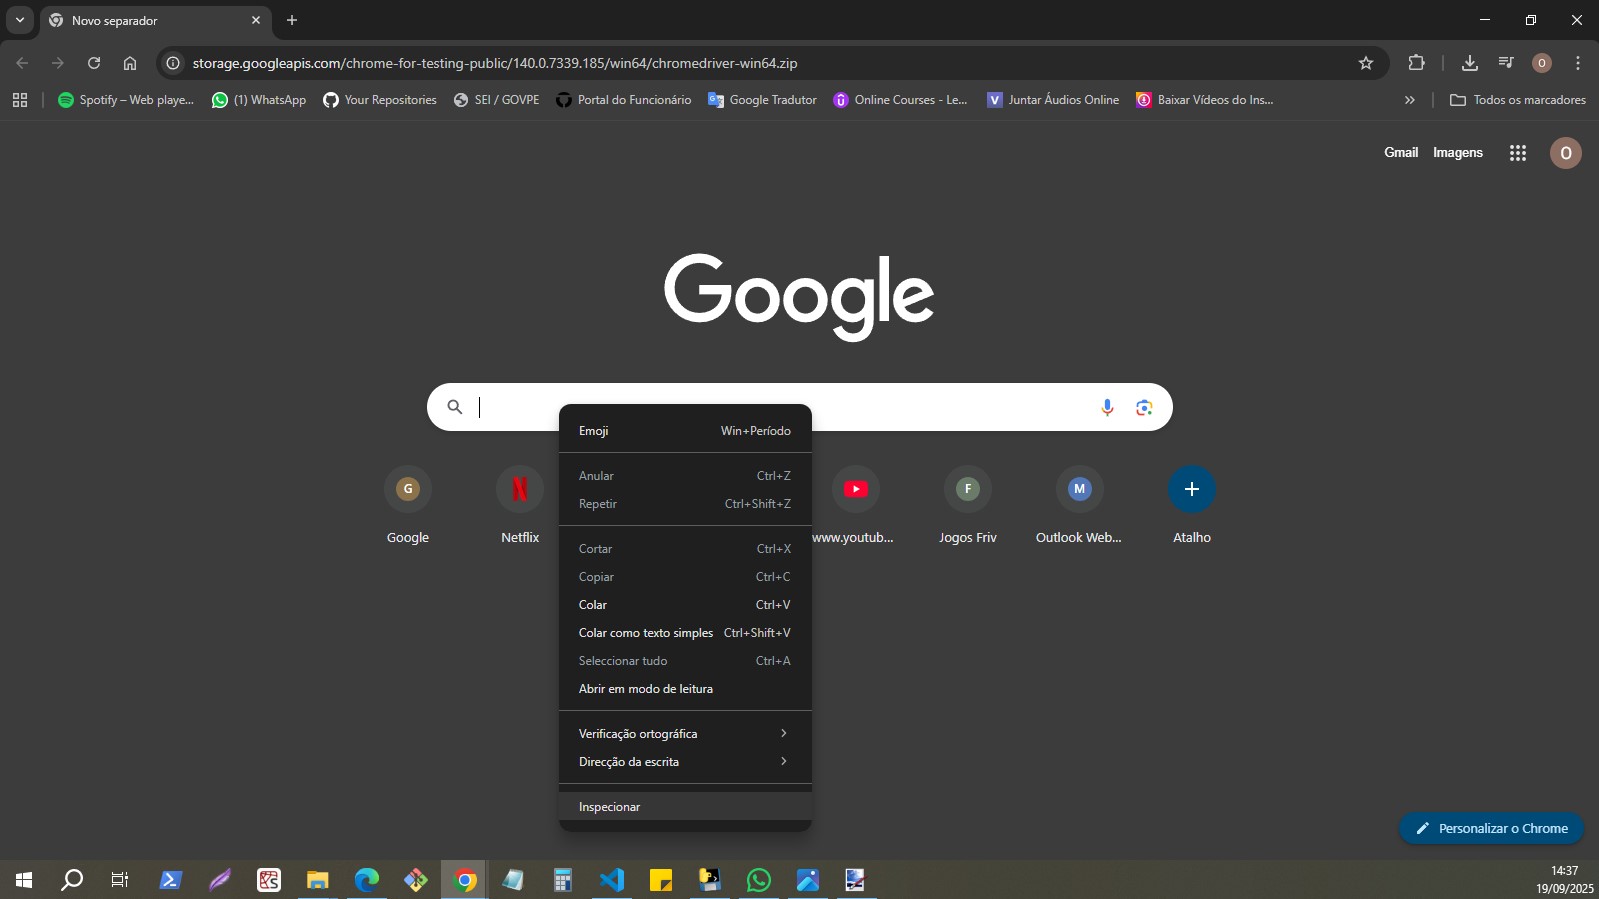 Novo separador
storage.googleapis.com/chrome-for-testing-public/140.0.7339.185/win64/chromedriver-win64.zip
O
Spotify – Web playe...
(1) WhatsApp
Your Repositories
SEI / GOVPE
Portal do Funcionário
Google Tradutor
Online Courses - Le...
V
Juntar Áudios Online
Baixar Vídeos do Ins...
Todos os marcadores
Gmail
Imagens
O
Google
Emoji Win+Período
Anular Ctrl+Z
Repetir Ctrl+Shift+Z
Cortar Ctrl+X
Copiar Ctrl+C
Colar Ctrl+V
Colar como texto simples Ctrl+Shift+V
Seleccionar tudo Ctrl+A
Abrir em modo de leitura
Verificação ortográfica
Direcção da escrita
Inspecionar
G
Google
N
Netflix
www.youtub...
F
Jogos Friv
M
Outlook Web...
Atalho
Personalizar o Chrome
14:37
19/09/2025